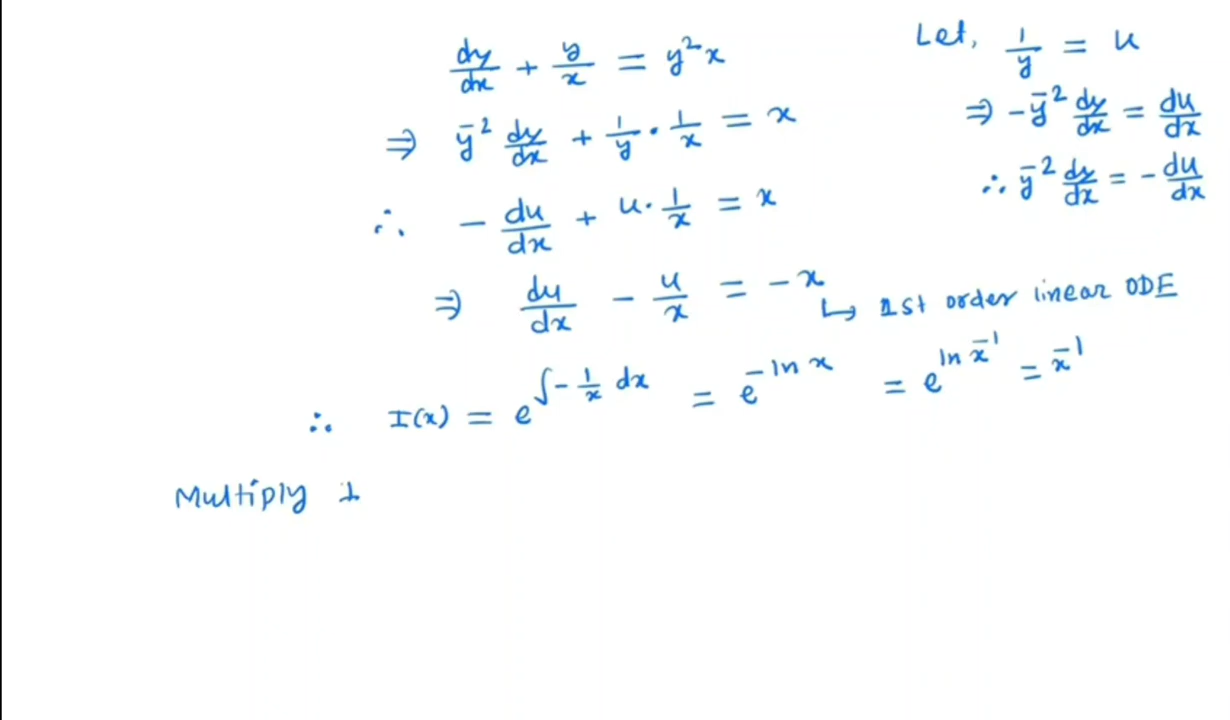 dy/dx + y/x = y²x
Let, 1/y = u
⇒ y⁻² dy/dx + 1/y · 1/x = x
⇒ -y⁻² dy/dx = du/dx
∴ y⁻² dy/dx = - du/dx
∴ - du/dx + u · 1/x = x
⇒ du/dx - u/x = -x
↳ 1st order linear ODE
∴ I(x) = e^(∫ - 1/x dx) = e^(-ln x) = e^(ln x⁻¹) = x⁻¹
Multiply